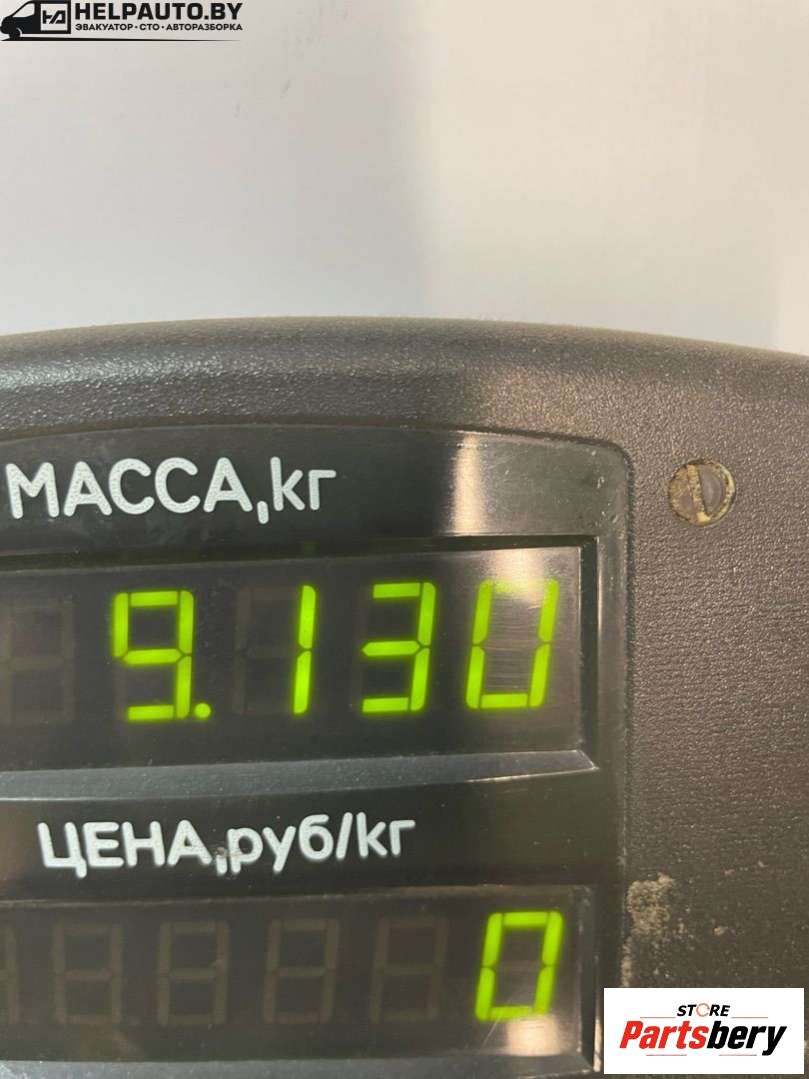 HELPAUTO.BY
ЭВАКУАТОР • СТО • АВТОРАЗБОРКА
МАССА,кг
9.130
ЦЕНА,руб/кг
0
STORE
Partsbery